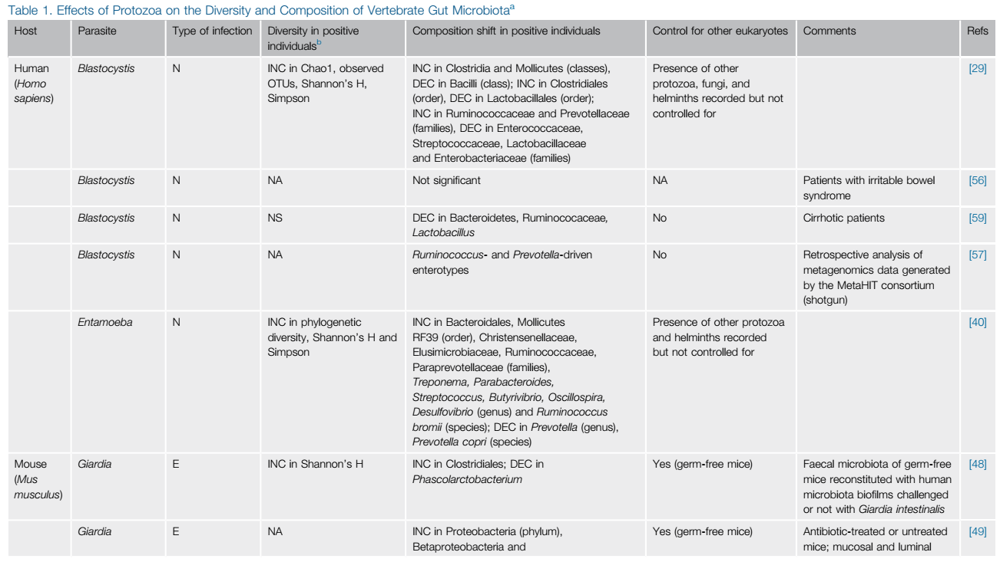 Table 1. Effects of Protozoa on the Diversity and Composition of Vertebrate Gut Microbiotaa
Host Parasite Type of infection Diversity in positive individualsb Composition shift in positive individuals Control for other eukaryotes Comments Refs
Human
(Homo
sapiens)
Blastocystis
N
INC in Chao1, observed
OTUs, Shannon's H,
Simpson
INC in Clostridia and Mollicutes (classes),
DEC in Bacilli (class); INC in Clostridiales
(order), DEC in Lactobacillales (order);
INC in Ruminococcaceae and Prevotellaceae
(families), DEC in Enterococcaceae,
Streptococcaceae, Lactobacillaceae
and Enterobacteriaceae (families)
Presence of other
protozoa, fungi, and
helminths recorded but not
controlled for
[29]
Blastocystis
N
NA
Not significant
NA
Patients with irritable bowel
syndrome
[56]
Blastocystis
N
NS
DEC in Bacteroidetes, Ruminococaceae,
Lactobacillus
No
Cirrhotic patients
[59]
Blastocystis
N
NA
Ruminococcus- and Prevotella-driven
enterotypes
No
Retrospective analysis of
metagenomics data generated
by the MetaHIT consortium
(shotgun)
[57]
Entamoeba
N
INC in phylogenetic
diversity, Shannon's H and
Simpson
INC in Bacteroidales, Mollicutes
RF39 (order), Christensenellaceae,
Elusimicrobiaceae, Ruminococcaceae,
Paraprevotellaceae (families),
Treponema, Parabacteroides,
Streptococcus, Butyrivibrio, Oscillospira,
Desulfovibrio (genus) and Ruminococcus
bromii (species); DEC in Prevotella (genus),
Prevotella copri (species)
Presence of other protozoa
and helminths recorded
but not controlled for
[40]
Mouse
(Mus
musculus)
Giardia
E
INC in Shannon's H
INC in Clostridiales; DEC in
Phascolarctobacterium
Yes (germ-free mice)
Faecal microbiota of germ-free
mice reconstituted with human
microbiota biofilms challenged
or not with Giardia intestinalis
[48]
Giardia
E
NA
INC in Proteobacteria (phylum),
Betaproteobacteria and
Yes (germ-free mice)
Antibiotic-treated or untreated
mice; mucosal and luminal
[49]